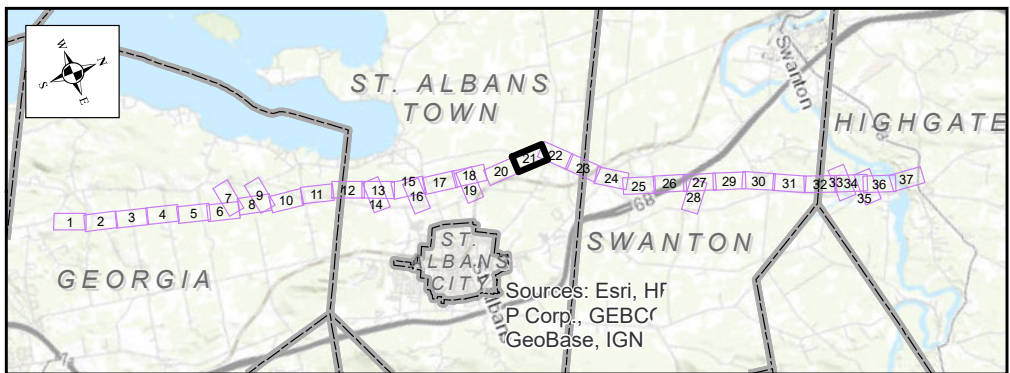 W
N
S
E
ST. ALBANS
TOWN
Swanton
HIGHGATE
1 2 3 4 5 6 7 8 9 10 11 12 13 14 15 16 17 18 19 20 21 22 23 24 25 26 27 28 29 30 31 32 33 34 35 36 37
GEORGIA
ST.
LBANS
CITY
SWANTON
Sources: Esri, HE
P Corp., GEBCO
GeoBase, IGN